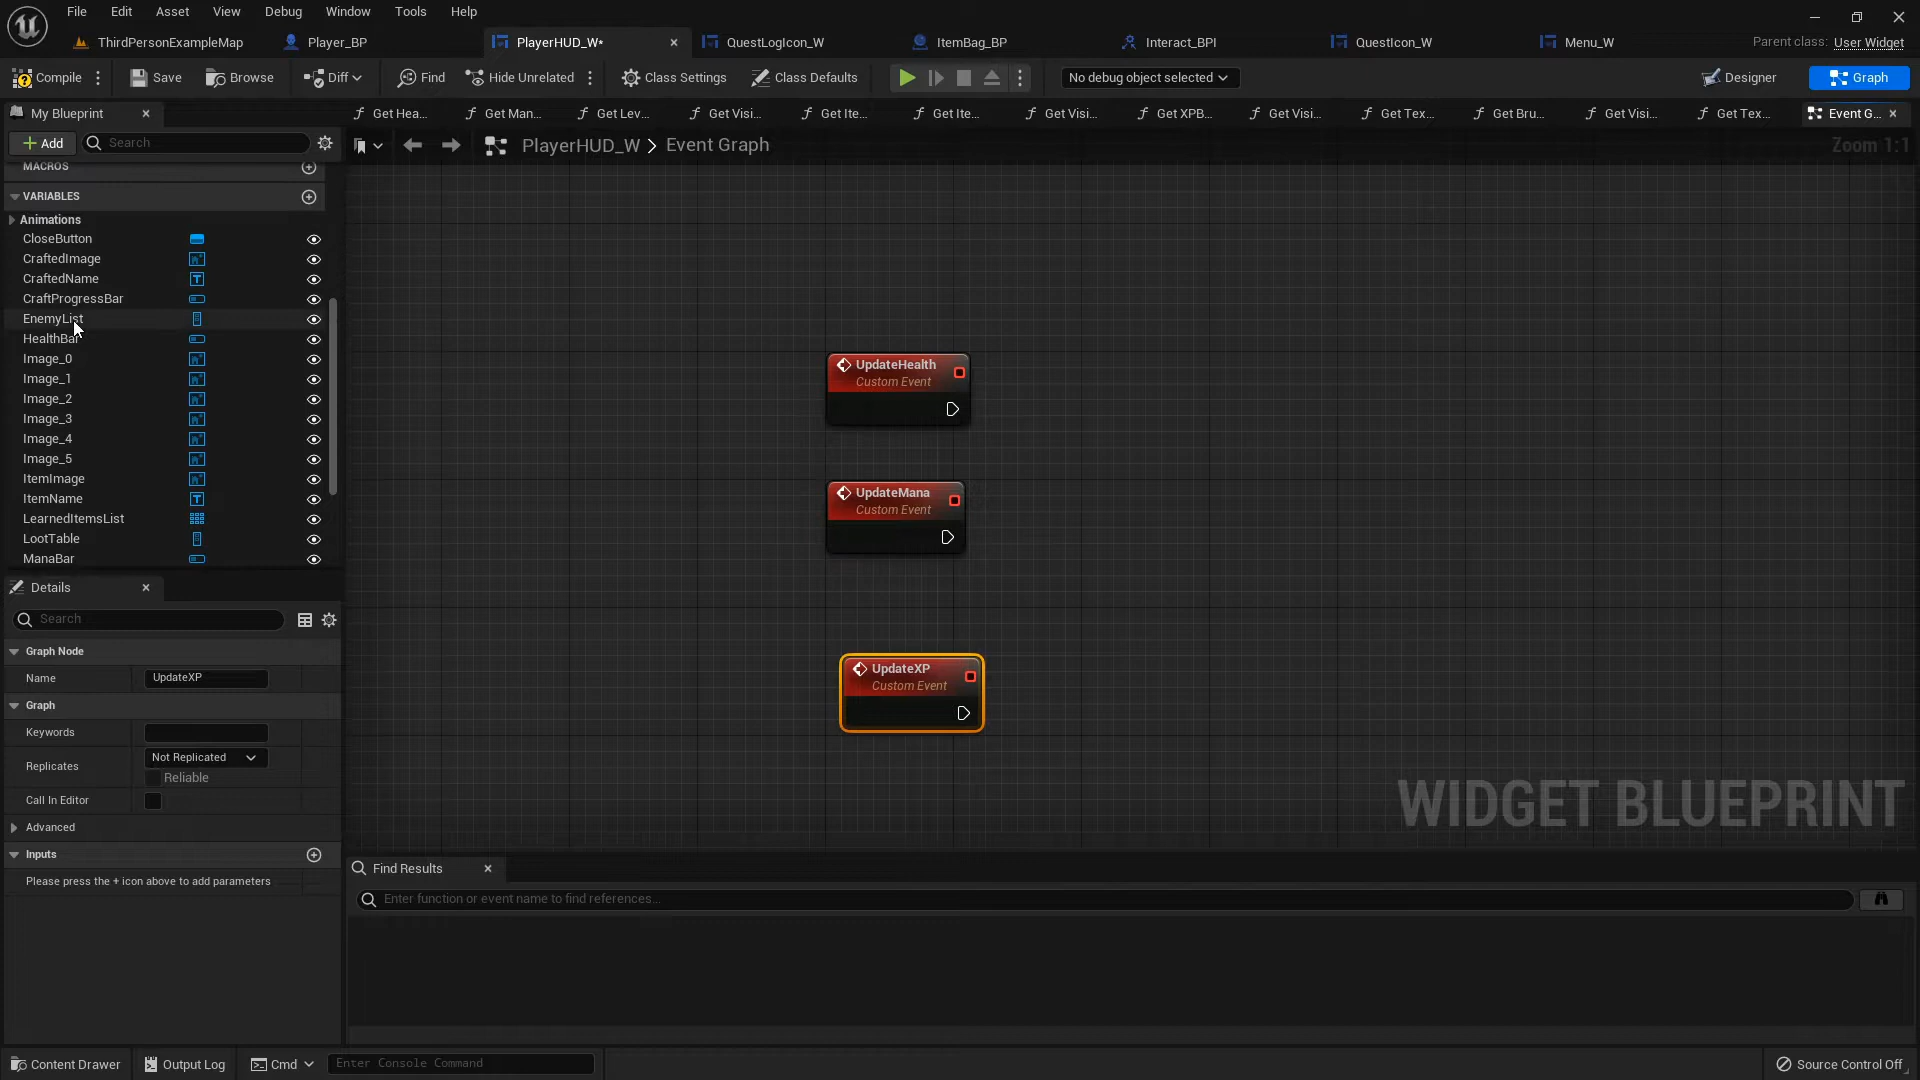 File Edit Asset View Debug Window Tools Help
ThirdPersonExampleMap Player_BP PlayerHUD_W* QuestLogIcon_W ItemBag_BP Interact_BPI QuestIcon_W Menu_W Parent class: User Widget
Compile Save Browse Diff Find Hide Unrelated Class Settings Class Defaults No debug object selected Designer Graph
My Blueprint Get Hea... Get Man... Get Lev... Get Visi... Get Ite... Get Ite... Get Visi... Get XPB... Get Visi... Get Tex... Get Bru... Get Visi... Get Tex... Event G...
Add Search PlayerHUD_W > Event Graph Zoom 1:1
MACROS
VARIABLES
Animations
CloseButton
CraftedImage
CraftedName
CraftProgressBar
EnemyList
HealthBar
Image_0
Image_1
Image_2
Image_3
Image_4
Image_5
ItemImage
ItemName
LearnedItemsList
LootTable
ManaBar
UpdateHealth
Custom Event
UpdateMana
Custom Event
UpdateXP
Custom Event
WIDGET BLUEPRINT
Details
Search
Graph Node
Name UpdateXP
Graph
Keywords
Replicates Not Replicated
Reliable
Call In Editor
Advanced
Inputs
Please press the + icon above to add parameters
Find Results
Enter function or event name to find references...
Content Drawer Output Log Cmd Enter Console Command Source Control Off